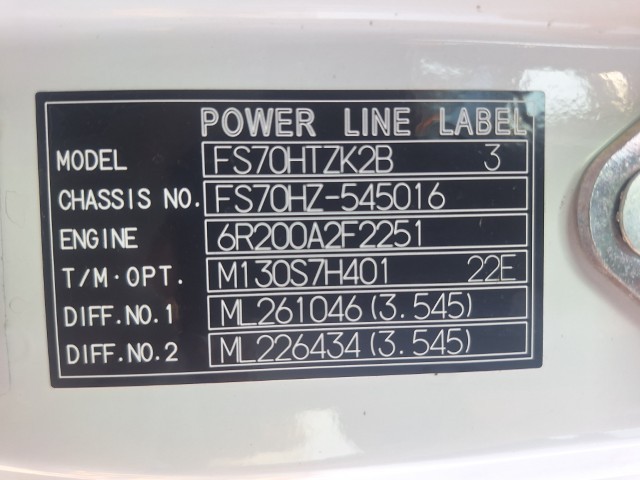 POWER LINE LABEL
MODEL FS70HTZK2B 3
CHASSIS NO. FS70HZ-545016
ENGINE 6R200A2F2251
T/M·OPT. M130S7H401 22E
DIFF.NO.1 ML261046(3.545)
DIFF.NO.2 ML226434(3.545)